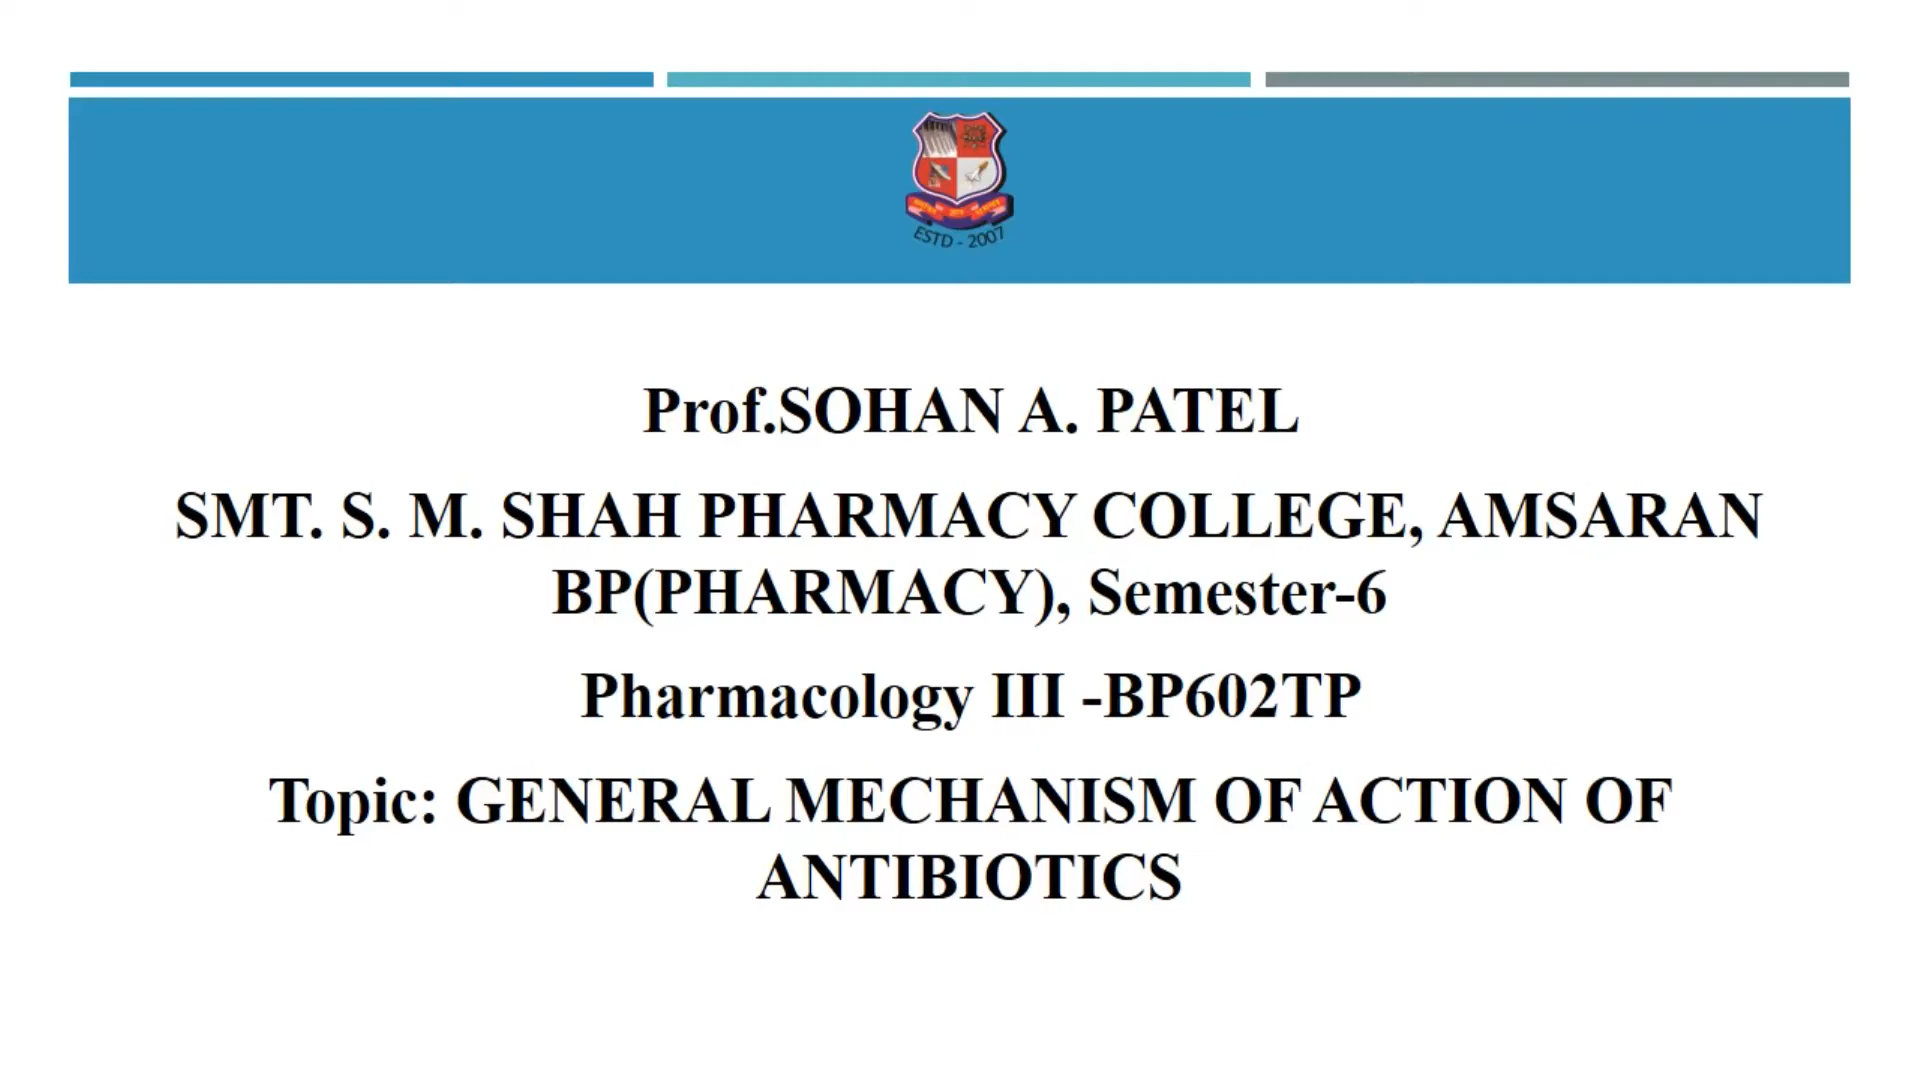 ESTD - 2007
Prof.SOHAN A. PATEL
SMT. S. M. SHAH PHARMACY COLLEGE, AMSARAN
BP(PHARMACY), Semester-6
Pharmacology III -BP602TP
Topic: GENERAL MECHANISM OF ACTION OF
ANTIBIOTICS